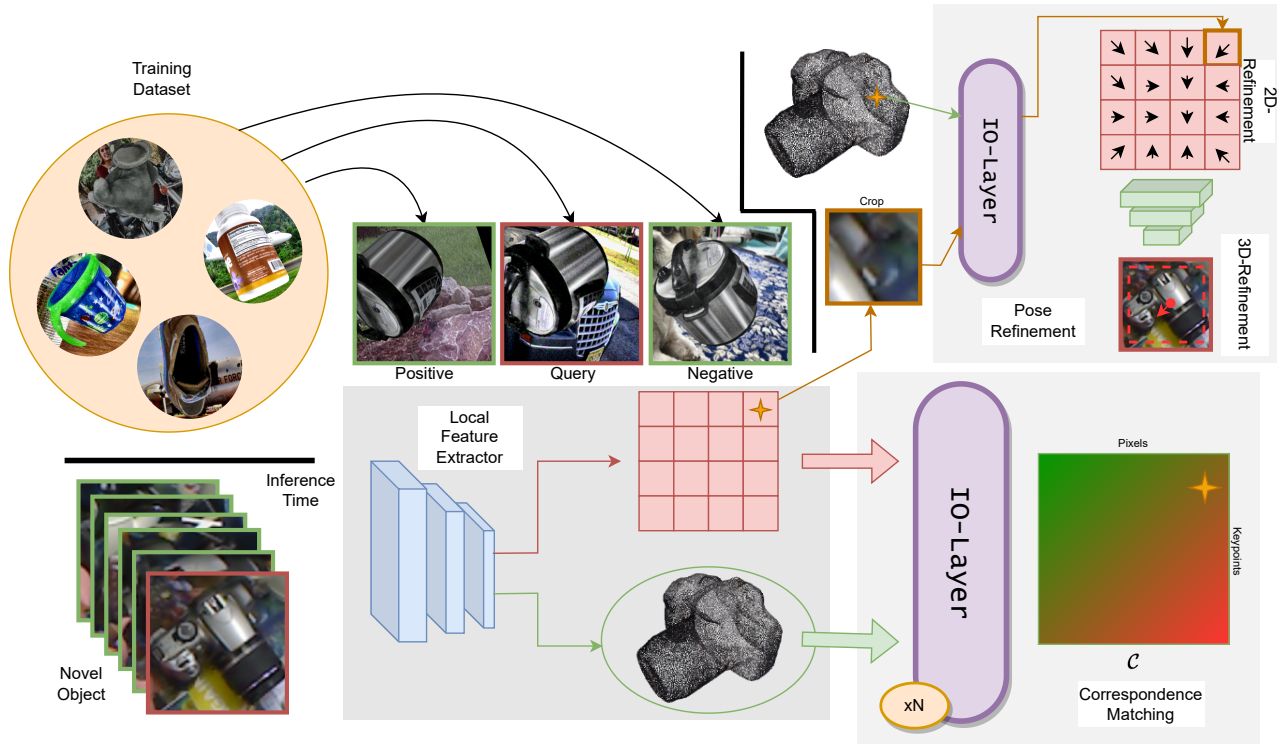 Training
Dataset
Positive
Query
Negative
Crop
IO-Layer
2D-
Refinement
3D-Refinement
Pose
Refinement
Local
Feature
Extractor
Inference
Time
Novel
Object
IO-Layer
xN
Pixels
Keypoints
𝒞
Correspondence
Matching